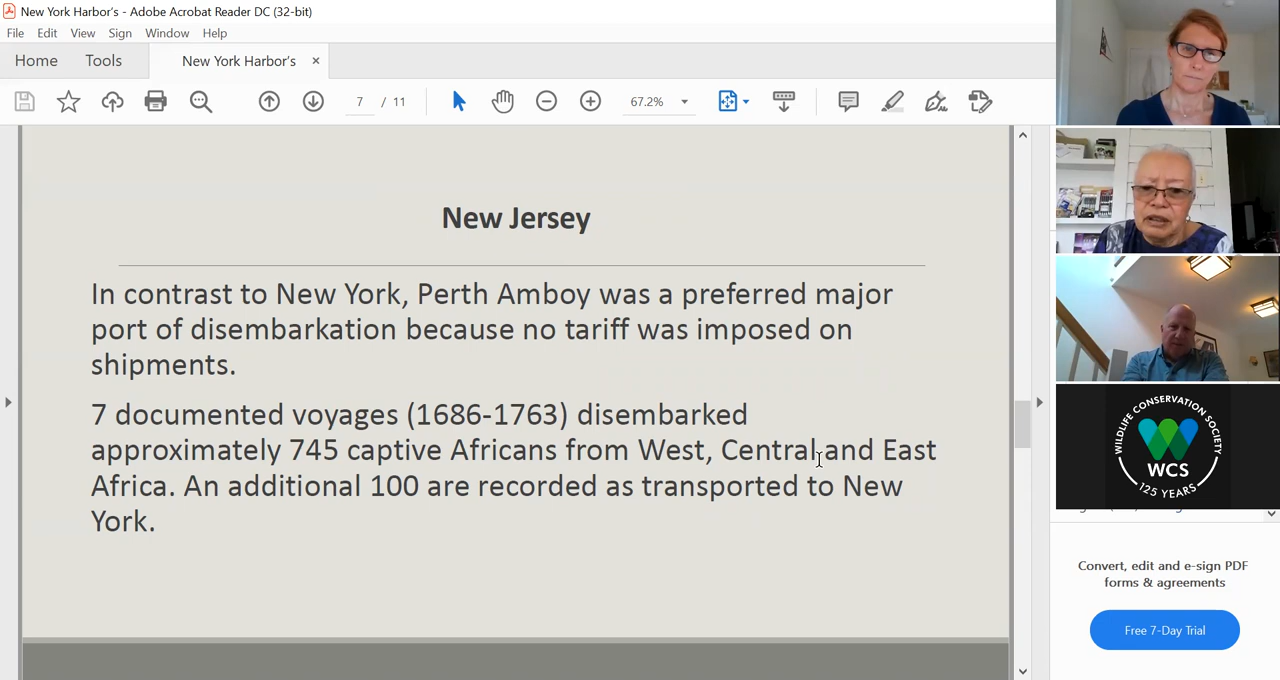 New York Harbor's - Adobe Acrobat Reader DC (32-bit)
File Edit View Sign Window Help
Home Tools New York Harbor's ×
7 / 11 67.2%
New Jersey
In contrast to New York, Perth Amboy was a preferred major
port of disembarkation because no tariff was imposed on
shipments.
7 documented voyages (1686-1763) disembarked
approximately 745 captive Africans from West, Central and East
Africa. An additional 100 are recorded as transported to New
York.
WILDLIFE CONSERVATION SOCIETY
WCS
125 YEARS
Convert, edit and e-sign PDF
forms & agreements
Free 7-Day Trial